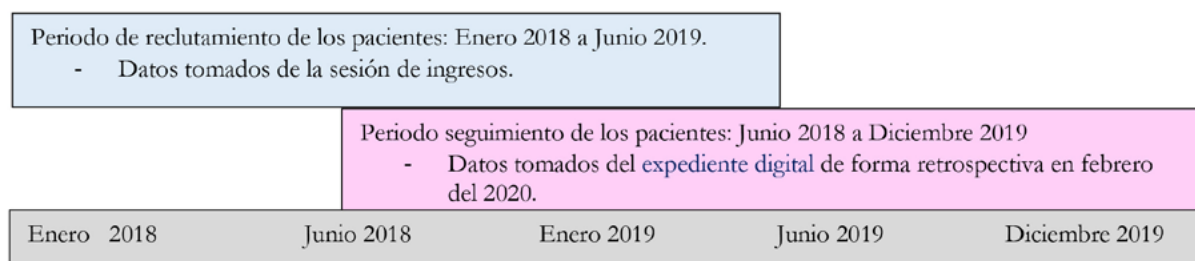 Periodo de reclutamiento de los pacientes: Enero 2018 a Junio 2019.
- Datos tomados de la sesión de ingresos.
Periodo seguimiento de los pacientes: Junio 2018 a Diciembre 2019
- Datos tomados del expediente digital de forma retrospectiva en febrero
del 2020.
Enero 2018 Junio 2018 Enero 2019 Junio 2019 Diciembre 2019